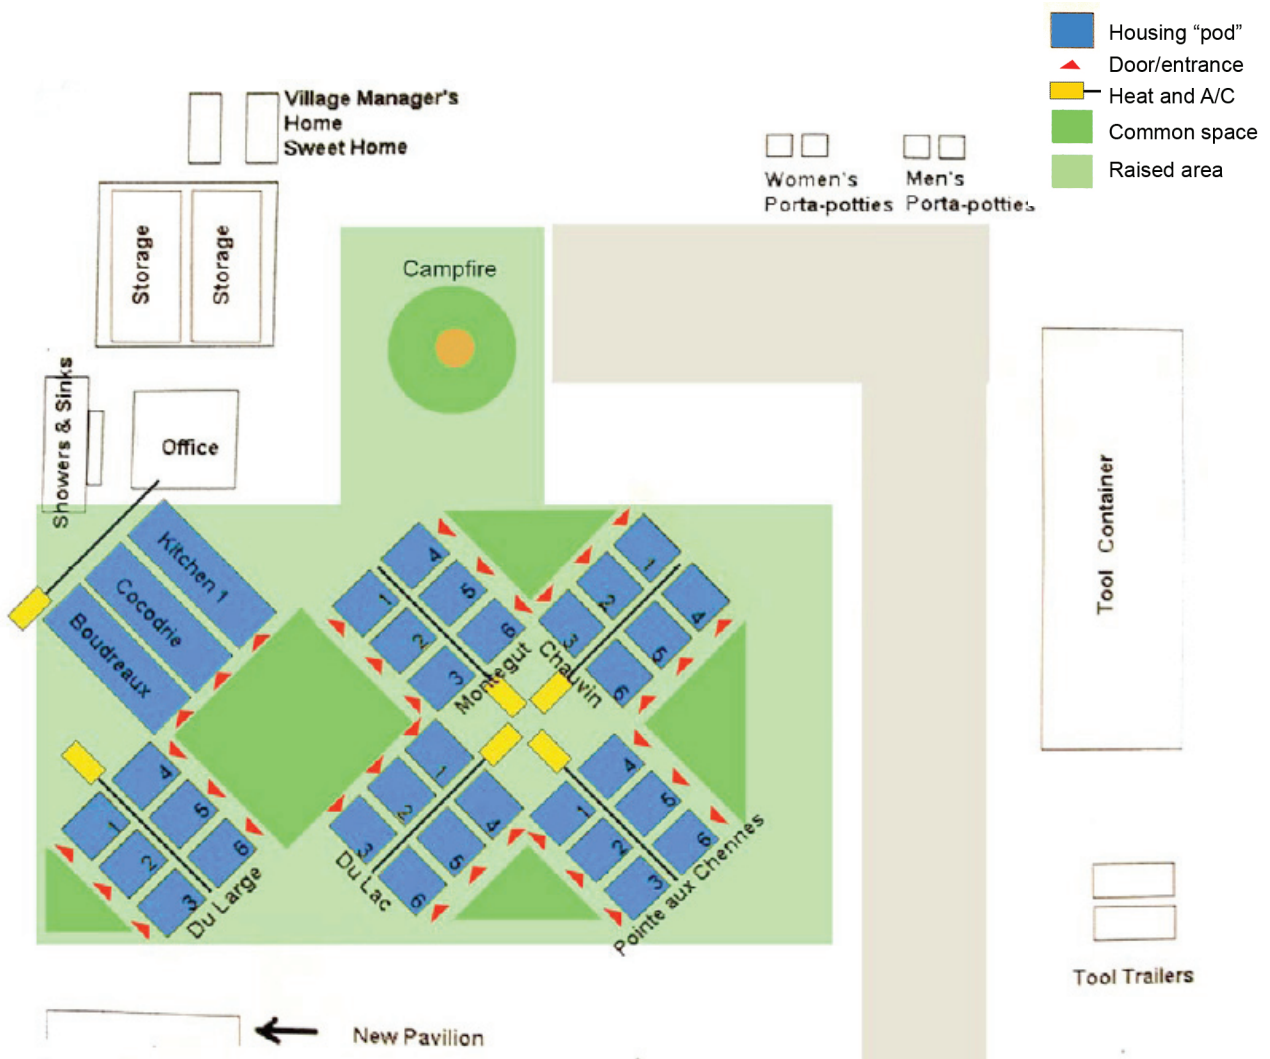 Housing “pod”
Door/entrance
Heat and A/C
Common space
Raised area
Village Manager's
Home
Sweet Home
Women's
Porta-potties
Men's
Porta-potties
Storage
Storage
Campfire
Showers & Sinks
Office
Tool Container
Kitchen 1
Cocodrie
Boudreaux
4
5
6
1
2
3
Montegut
1
2
3
4
5
6
Chauvin
4
5
6
1
2
3
Du Large
1
2
3
4
5
6
Du Lac
4
5
6
1
2
3
Pointe aux Chennes
Tool Trailers
New Pavilion